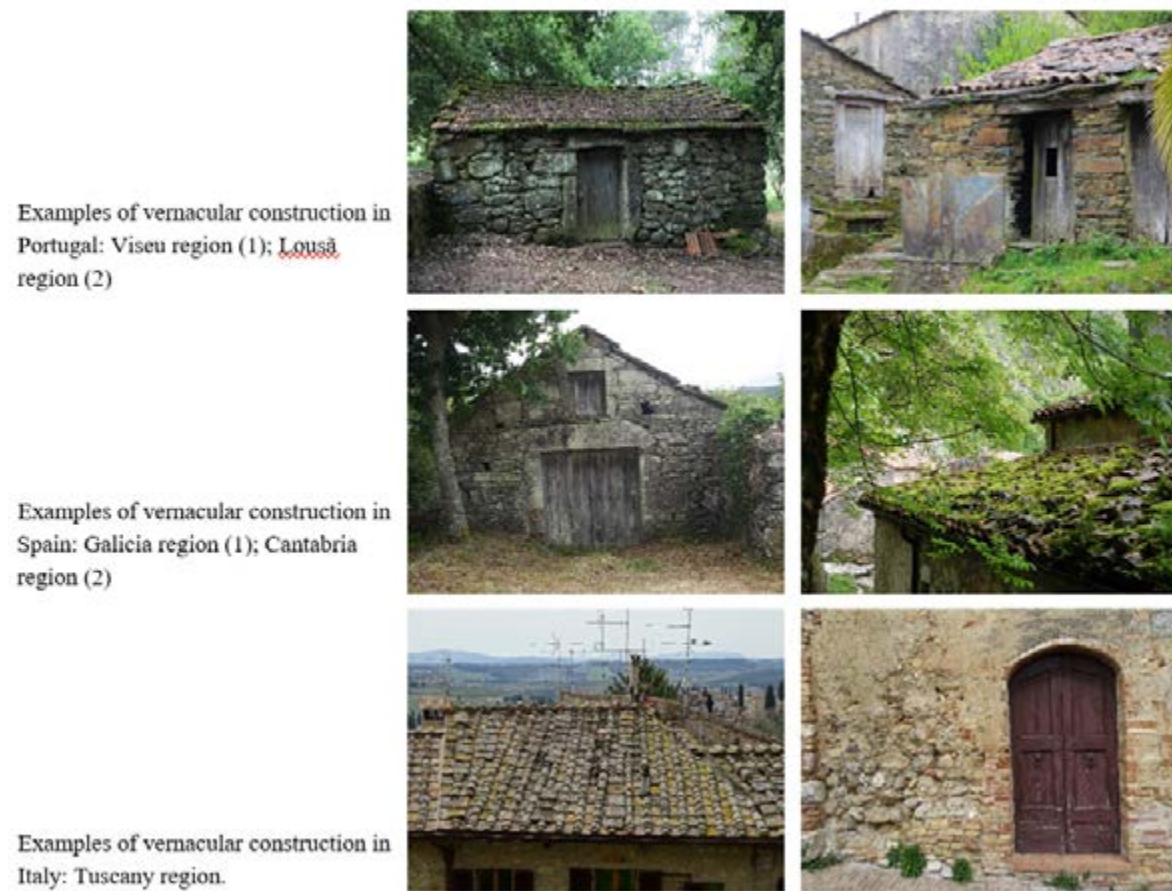 Examples of vernacular construction in
Portugal: Viseu region (1); Lousã
region (2)
Examples of vernacular construction in
Spain: Galicia region (1); Cantabria
region (2)
Examples of vernacular construction in
Italy: Tuscany region.